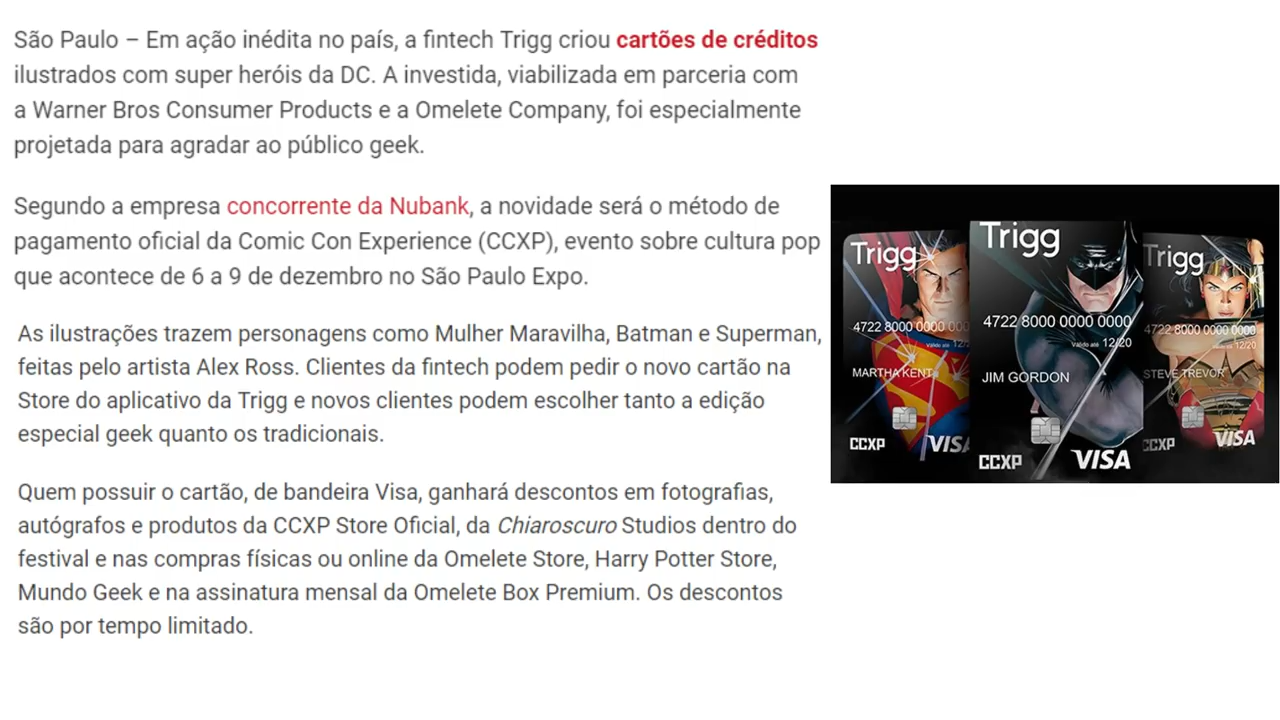 São Paulo – Em ação inédita no país, a fintech Trigg criou cartões de créditos
ilustrados com super heróis da DC. A investida, viabilizada em parceria com
a Warner Bros Consumer Products e a Omelete Company, foi especialmente
projetada para agradar ao público geek.
Segundo a empresa concorrente da Nubank, a novidade será o método de
pagamento oficial da Comic Con Experience (CCXP), evento sobre cultura pop
que acontece de 6 a 9 de dezembro no São Paulo Expo.
As ilustrações trazem personagens como Mulher Maravilha, Batman e Superman,
feitas pelo artista Alex Ross. Clientes da fintech podem pedir o novo cartão na
Store do aplicativo da Trigg e novos clientes podem escolher tanto a edição
especial geek quanto os tradicionais.
Quem possuir o cartão, de bandeira Visa, ganhará descontos em fotografias,
autógrafos e produtos da CCXP Store Oficial, da Chiaroscuro Studios dentro do
festival e nas compras físicas ou online da Omelete Store, Harry Potter Store,
Mundo Geek e na assinatura mensal da Omelete Box Premium. Os descontos
são por tempo limitado.
Trigg
4722 8000 0000 000
Válido até 12/
MARTHA KENT
CCXP VISA
Trigg
4722 8000 0000 0000
Válido até 12/20
JIM GORDON
CCXP VISA
Trigg
4722 8000 0000 0000
12/20
STEVE TREVOR
CCXP VISA